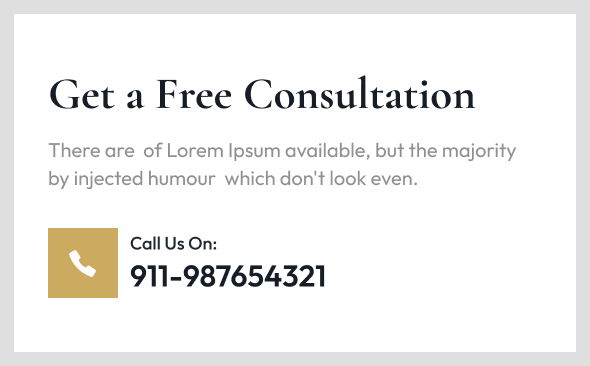 Get a Free Consultation
There are  of Lorem Ipsum available, but the majority
by injected humour  which don't look even.
Call Us On:
911-987654321